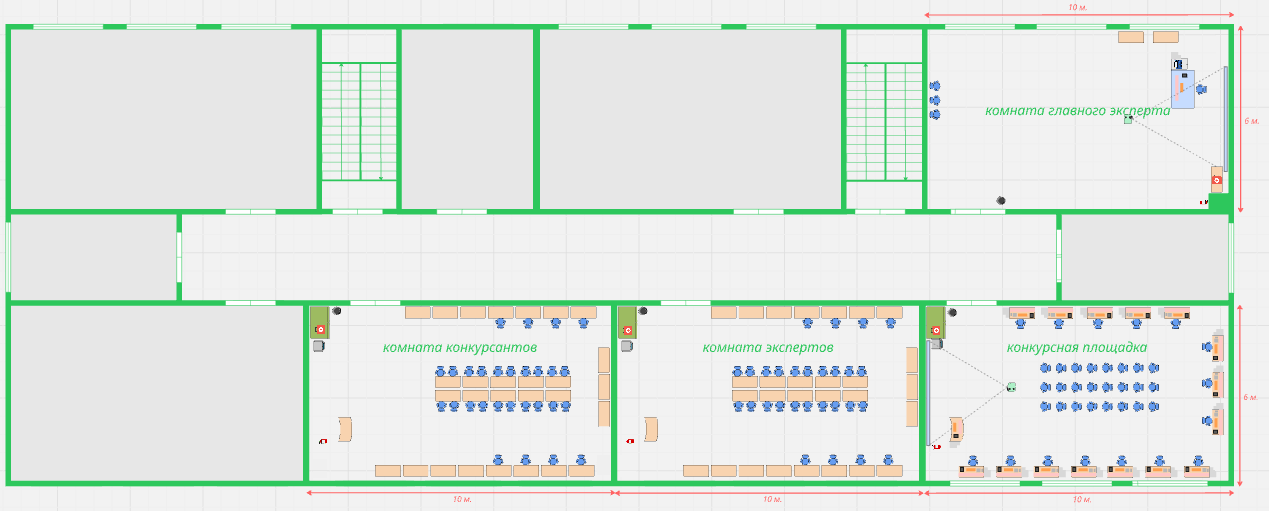 10 м.
комната главного эксперта
6 м.
комната конкурсантов
комната экспертов
конкурсная площадка
6 м.
10 м.
10 м.
10 м.